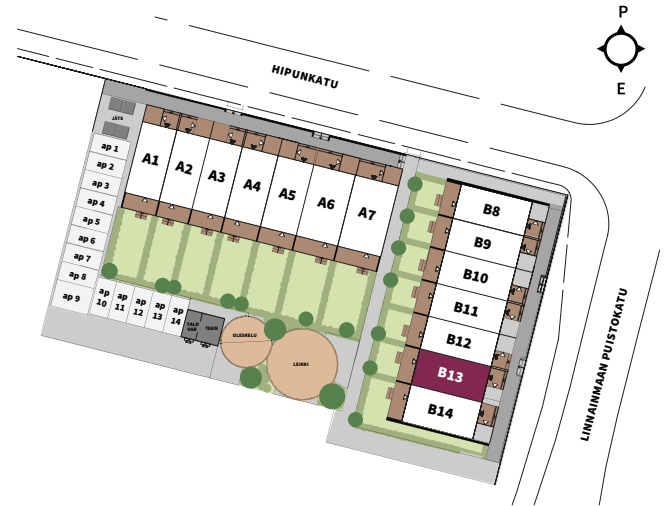 P
E
HIPUNKATU
LINNAINMAAN PUISTOKATU
JÄTE
ap 1
ap 2
ap 3
ap 4
ap 5
ap 6
ap 7
ap 8
ap 9
ap
10
ap
11
ap
12
ap
13
ap
14
A1
A2
A3
A4
A5
A6
A7
TALO
VAR
TEKN
OLESKELU
LEIKKI
B8
B9
B10
B11
B12
B13
B14